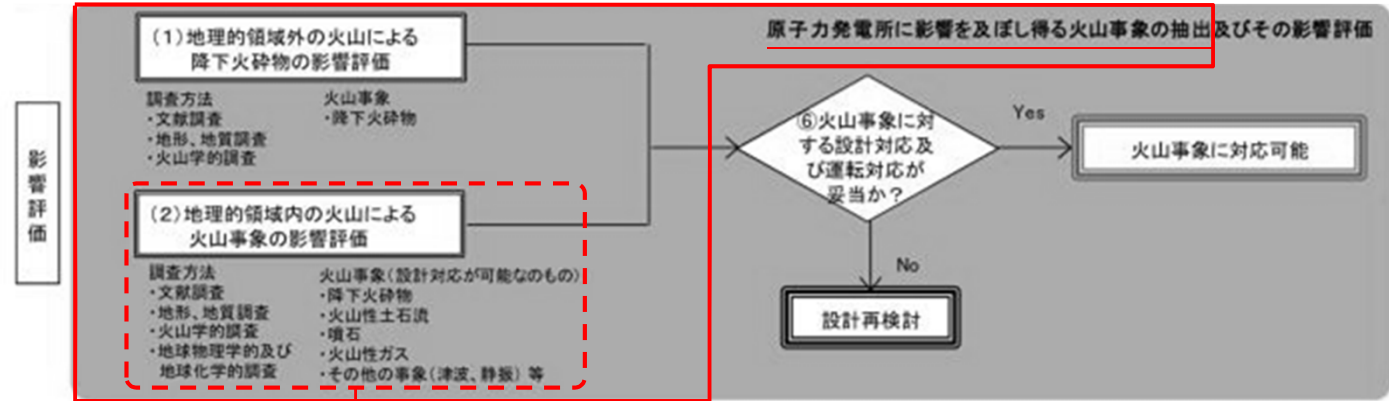 原子力発電所に影響を及ぼし得る火山事象の抽出及びその影響評価
影響評価
(1)地理的領域外の火山による
降下火砕物の影響評価
調査方法
・文献調査
・地形、地質調査
・火山学的調査
火山事象
・降下火砕物
(2)地理的領域内の火山による
火山事象の影響評価
調査方法
・文献調査
・地形、地質調査
・火山学的調査
・地球物理学的及び
地球化学的調査
火山事象(設計対応が可能なのもの)
・降下火砕物
・火山性土石流
・噴石
・火山性ガス
・その他の事象(津波、静振) 等
⑥火山事象に対
する設計対応及
び運転対応が
妥当か?
Yes
火山事象に対応可能
No
設計再検討